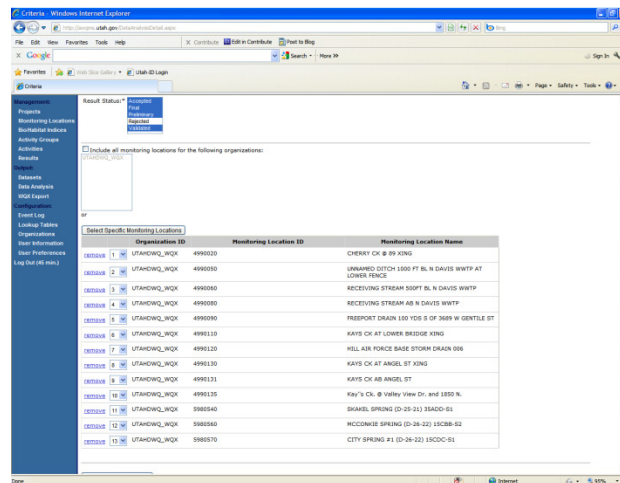 Criteria - Windows Internet Explorer
utah.gov
Bing
File Edit View Favorites Tools Help
X Contribute Edit in Contribute Post to Blog
x Google
Search More >>
Sign In
Favorites
Web Slice Gallery
Utah-ID Login
Criteria
Page Safety Tools
Management:
Projects
Monitoring Locations
Bio/Habitat Indices
Activity Groups
Activities
Results
Output:
Datasets
Data Analysis
WQX Export
Configuration:
Event Log
Lookup Tables
Organizations
User Information
User Preferences
Log Out (45 min.)
Result Status:*
Accepted
Final
Preliminary
Rejected
Validated
Include all monitoring locations for the following organizations:
UTAHDWQ_WQX
or
Select Specific Monitoring Locations
Organization ID Monitoring Location ID Monitoring Location Name
remove 1 UTAHDWQ_WQX 4990020 CHERRY CK @ 89 XING
remove 2 UTAHDWQ_WQX 4990050 UNNAMED DITCH 1000 FT BL N DAVIS WWTP AT
LOWER FENCE
remove 3 UTAHDWQ_WQX 4990060 RECEIVING STREAM 500FT BL N DAVIS WWTP
remove 4 UTAHDWQ_WQX 4990080 RECEIVING STREAM AB N DAVIS WWTP
remove 5 UTAHDWQ_WQX 4990090 FREEPORT DRAIN 100 YDS S OF 3689 W GENTILE ST
remove 6 UTAHDWQ_WQX 4990110 KAYS CK AT LOWER BRIDGE XING
remove 7 UTAHDWQ_WQX 4990120 HILL AIR FORCE BASE STORM DRAIN 006
remove 8 UTAHDWQ_WQX 4990130 KAYS CK AT ANGEL ST XING
remove 9 UTAHDWQ_WQX 4990131 KAYS CK AB ANGEL ST
remove 10 UTAHDWQ_WQX 4990135 Kay"s Ck. @ Valley View Dr. and 1850 N.
remove 11 UTAHDWQ_WQX 5980540 SKAKEL SPRING (D-25-21) 35ADD-S1
remove 12 UTAHDWQ_WQX 5980560 MCCONKIE SPRING (D-26-22) 15CBB-S2
remove 13 UTAHDWQ_WQX 5980570 CITY SPRING #1 (D-26-22) 15CDC-S1
Done
Internet
95%